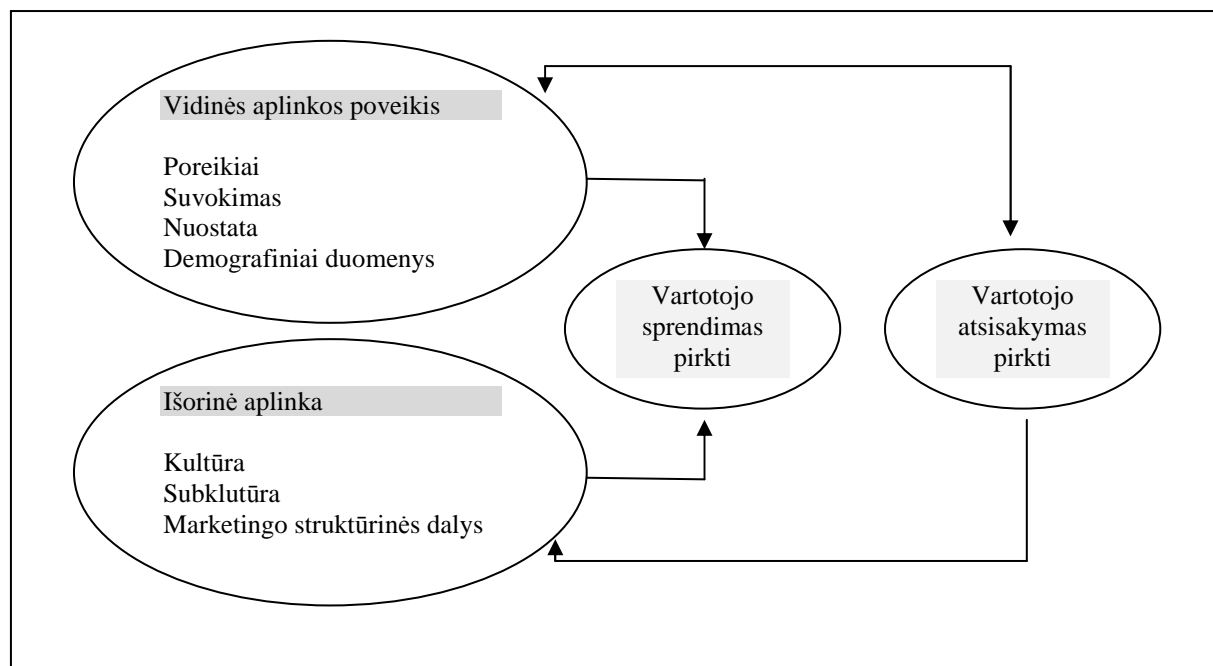 Vidinės aplinkos poveikis
Poreikiai
Suvokimas
Nuostata
Demografiniai duomenys
Vartotojo
sprendimas
pirkti
Vartotojo
atsisakymas
pirkti
Išorinė aplinka
Kultūra
Subklutūra
Marketingo struktūrinės dalys